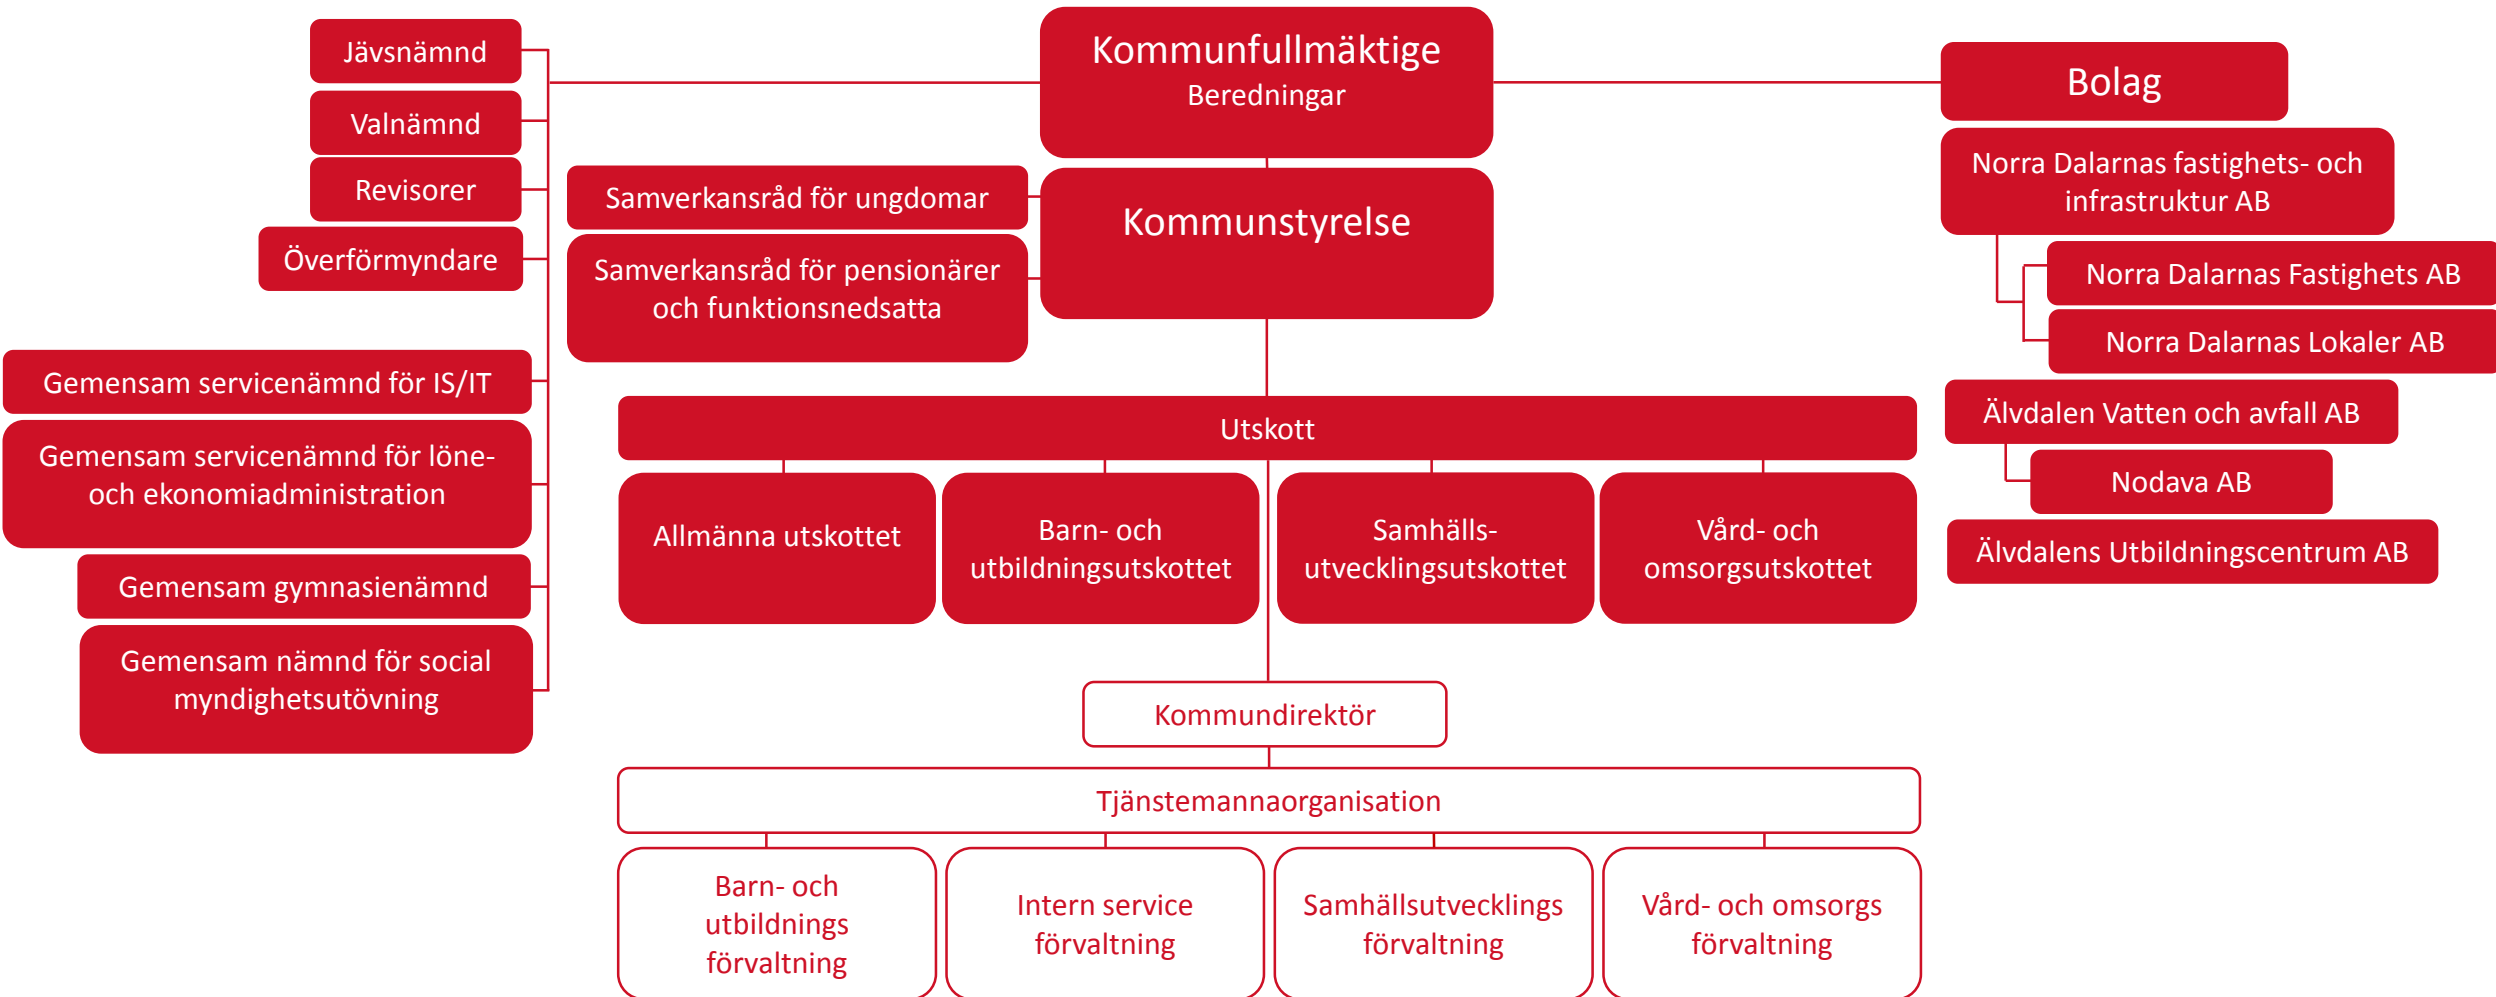 Jävsnämnd
Valnämnd
Revisorer
Överförmyndare
Gemensam servicenämnd för IS/IT
Gemensam servicenämnd för löne-
och ekonomiadministration
Gemensam gymnasienämnd
Gemensam nämnd för social
myndighetsutövning
Kommunfullmäktige
Beredningar
Samverkansråd för ungdomar
Samverkansråd för pensionärer
och funktionsnedsatta
Kommunstyrelse
Utskott
Allmänna utskottet
Barn- och
utbildningsutskottet
Samhälls-
utvecklingsutskottet
Vård- och
omsorgsutskottet
Kommundirektör
Tjänstemannaorganisation
Barn- och
utbildnings
förvaltning
Intern service
förvaltning
Samhällsutvecklings
förvaltning
Vård- och omsorgs
förvaltning
Bolag
Norra Dalarnas fastighets- och
infrastruktur AB
Norra Dalarnas Fastighets AB
Norra Dalarnas Lokaler AB
Älvdalen Vatten och avfall AB
Nodava AB
Älvdalens Utbildningscentrum AB